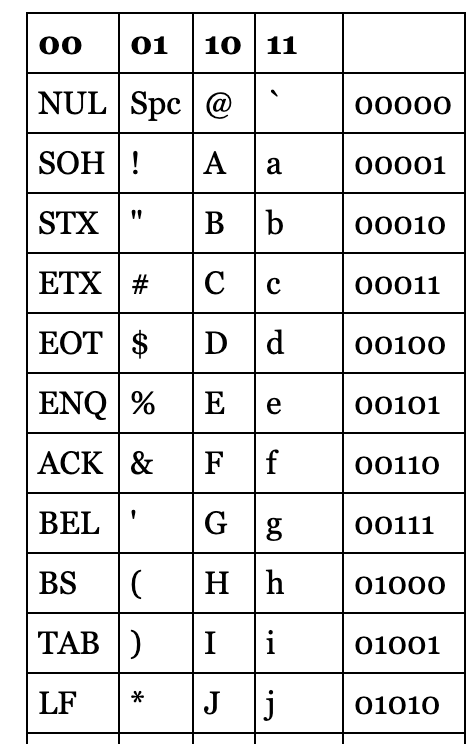 00 01 10 11
NUL Spc @ ` 00000
SOH ! A a 00001
STX " B b 00010
ETX # C c 00011
EOT $ D d 00100
ENQ % E e 00101
ACK & F f 00110
BEL ' G g 00111
BS ( H h 01000
TAB ) I i 01001
LF * J j 01010